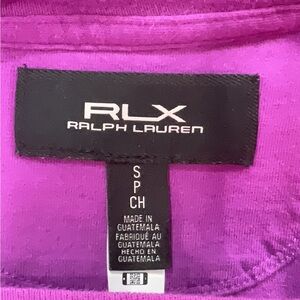 RLX
RALPH LAUREN
S
P
CH
MADE IN
GUATEMALA
FABRIQUÉ AU
GUATEMALA
HECHO EN
GUATEMALA